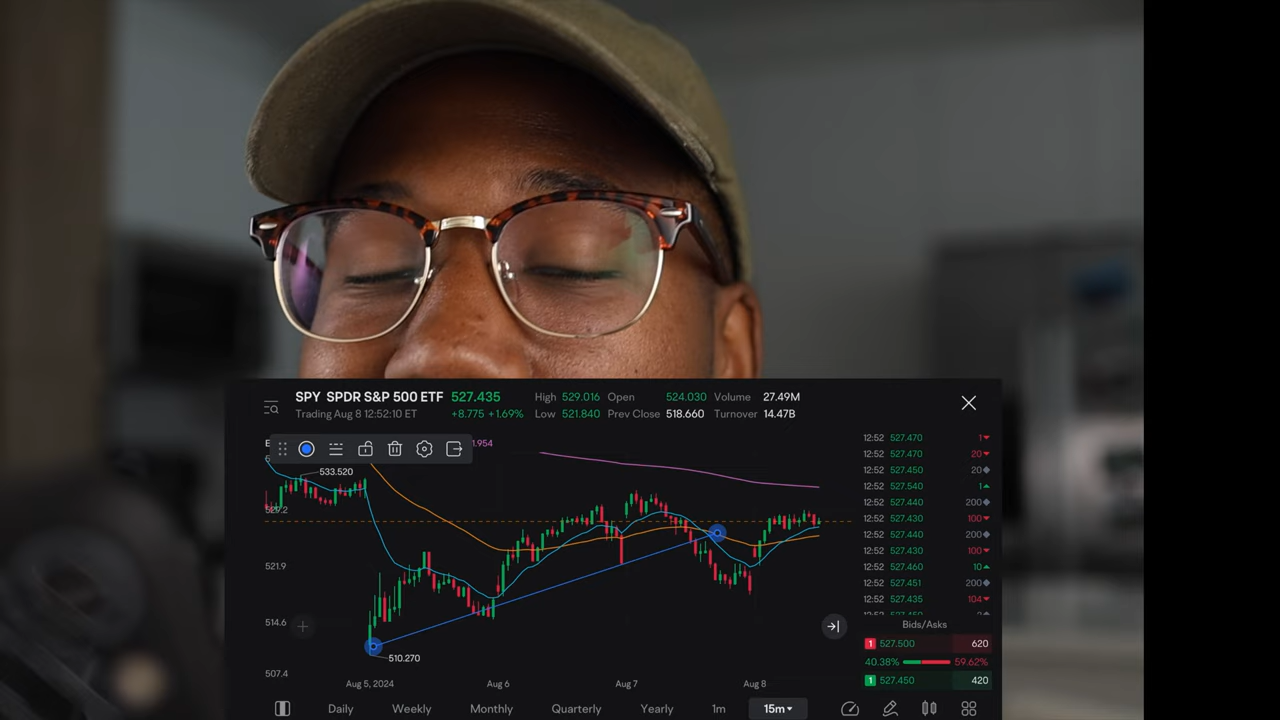 SPY SPDR S&P 500 ETF 527.435 High 529.016 Open 524.030 Volume 27.49M
Trading Aug 8 12:52:10 ET +8.775 +1.69% Low 521.840 Prev Close 518.660 Turnover 14.47B
1.954
533.520
521.9
514.6
507.4
510.270
Aug 5, 2024 Aug 6 Aug 7 Aug 8
Daily Weekly Monthly Quarterly Yearly 1m 15m
12:52 527.470 1
12:52 527.470 20
12:52 527.450 20
12:52 527.540 1
12:52 527.440 200
12:52 527.430 100
12:52 527.440 200
12:52 527.430 100
12:52 527.460 10
12:52 527.451 200
12:52 527.435 104
Bids/Asks
1 527.500 620
40.38% 59.62%
1 527.450 420